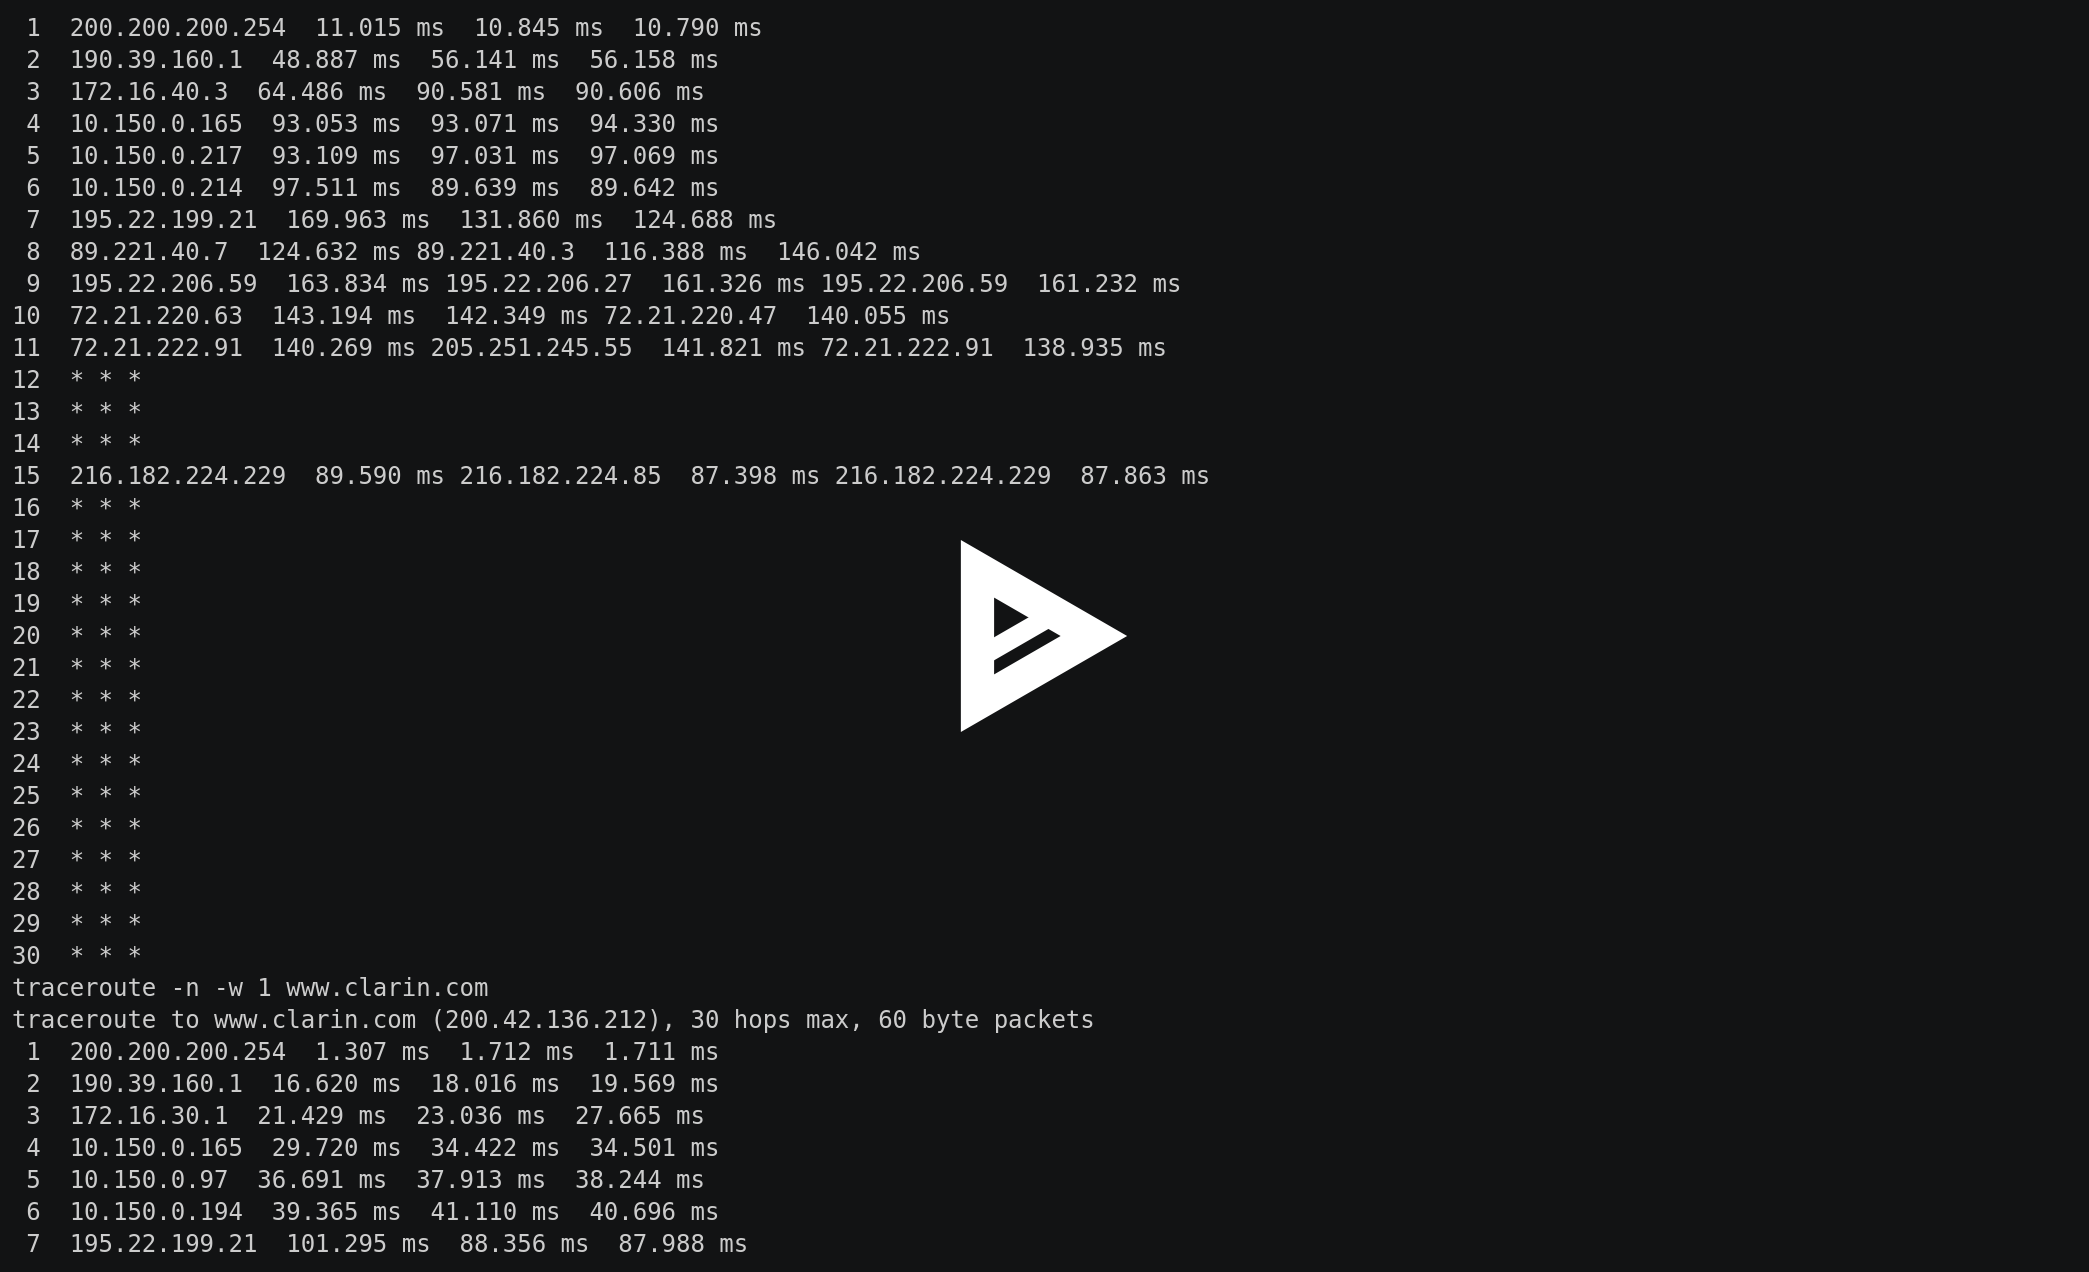 1  200.200.200.254  11.015 ms  10.845 ms  10.790 ms
 2  190.39.160.1  48.887 ms  56.141 ms  56.158 ms
 3  172.16.40.3  64.486 ms  90.581 ms  90.606 ms
 4  10.150.0.165  93.053 ms  93.071 ms  94.330 ms
 5  10.150.0.217  93.109 ms  97.031 ms  97.069 ms
 6  10.150.0.214  97.511 ms  89.639 ms  89.642 ms
 7  195.22.199.21  169.963 ms  131.860 ms  124.688 ms
 8  89.221.40.7  124.632 ms 89.221.40.3  116.388 ms  146.042 ms
 9  195.22.206.59  163.834 ms 195.22.206.27  161.326 ms 195.22.206.59  161.232 ms
10  72.21.220.63  143.194 ms  142.349 ms 72.21.220.47  140.055 ms
11  72.21.222.91  140.269 ms 205.251.245.55  141.821 ms 72.21.222.91  138.935 ms
12  * * *
13  * * *
14  * * *
15  216.182.224.229  89.590 ms 216.182.224.85  87.398 ms 216.182.224.229  87.863 ms
16  * * *
17  * * *
18  * * *
19  * * *
20  * * *
21  * * *
22  * * *
23  * * *
24  * * *
25  * * *
26  * * *
27  * * *
28  * * *
29  * * *
30  * * *
traceroute -n -w 1 www.clarin.com
traceroute to www.clarin.com (200.42.136.212), 30 hops max, 60 byte packets
 1  200.200.200.254  1.307 ms  1.712 ms  1.711 ms
 2  190.39.160.1  16.620 ms  18.016 ms  19.569 ms
 3  172.16.30.1  21.429 ms  23.036 ms  27.665 ms
 4  10.150.0.165  29.720 ms  34.422 ms  34.501 ms
 5  10.150.0.97  36.691 ms  37.913 ms  38.244 ms
 6  10.150.0.194  39.365 ms  41.110 ms  40.696 ms
 7  195.22.199.21  101.295 ms  88.356 ms  87.988 ms